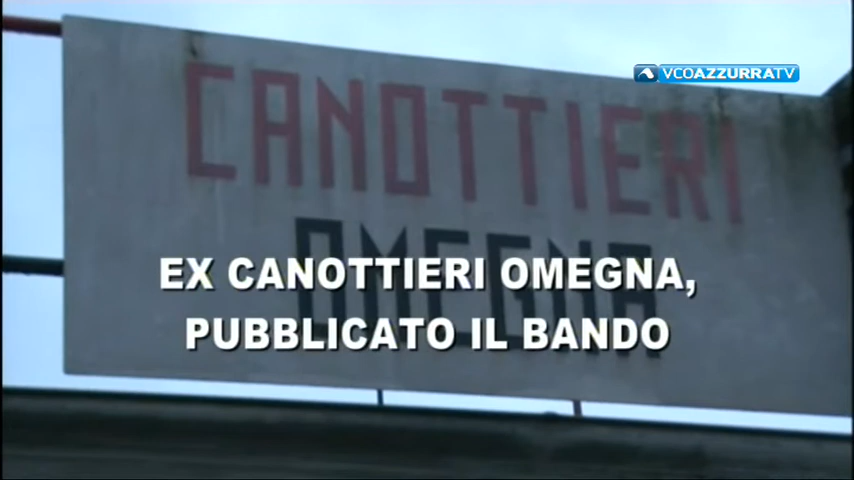 VCOAZZURRATV
CANOTTIERI
OMEGNA
EX CANOTTIERI OMEGNA,
PUBBLICATO IL BANDO